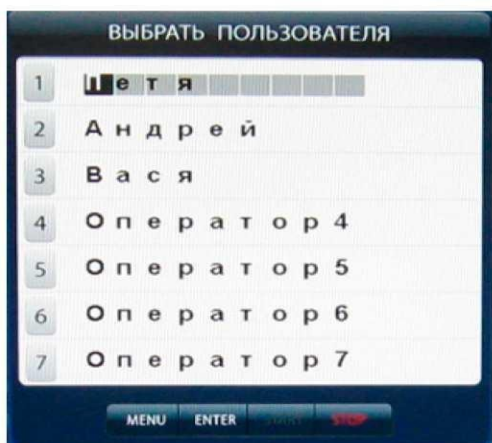 ВЫБРАТЬ ПОЛЬЗОВАТЕЛЯ
1 Петя
2 Андрей
3 Вася
4 Оператор4
5 Оператор5
6 Оператор6
7 Оператор7
MENU ENTER START STOP